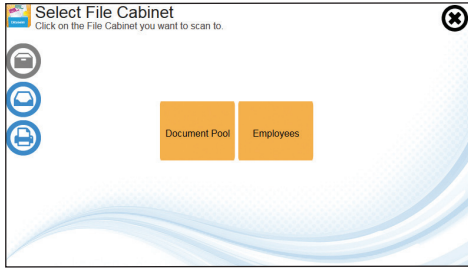 Select File Cabinet
Click on the File Cabinet you want to scan to.
Document Pool
Employees